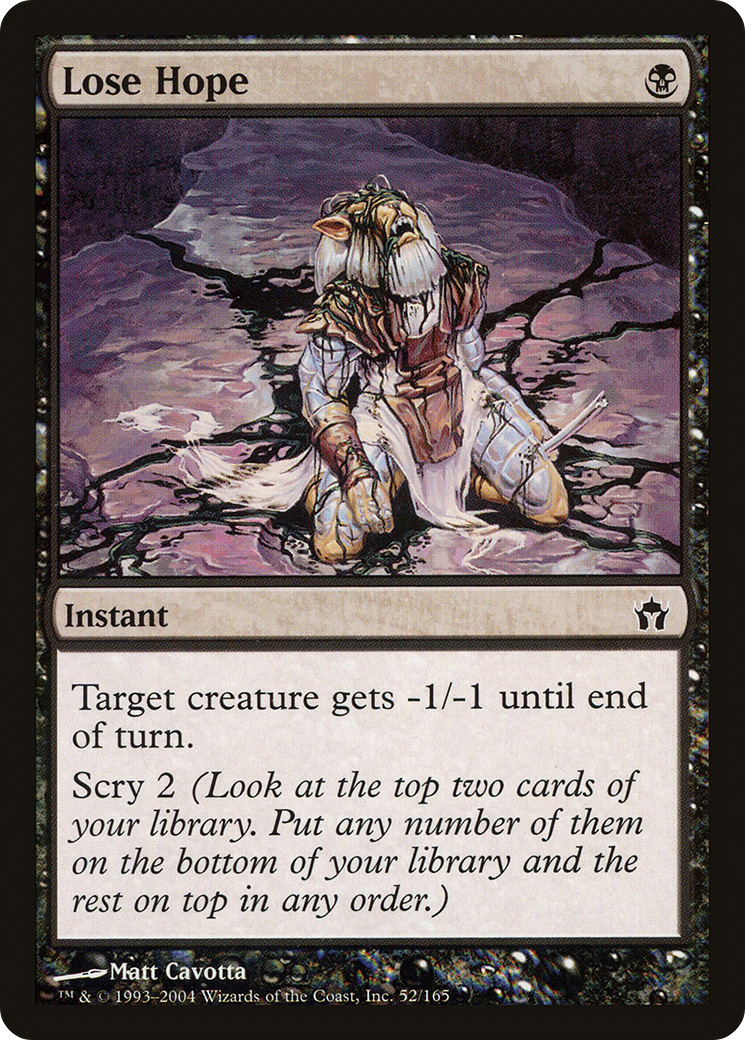 Lose Hope
Instant
Target creature gets -1/-1 until end
of turn.
Scry 2 (Look at the top two cards of
your library. Put any number of them
on the bottom of your library and the
rest on top in any order.)
Matt Cavotta
™ & © 1993–2004 Wizards of the Coast, Inc. 52/165